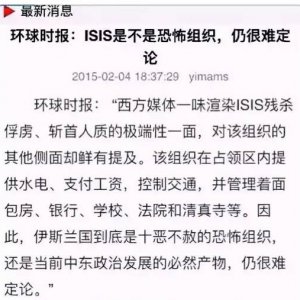 最新消息
环球时报：ISIS是不是恐怖组织，仍很难定
论
2015-02-04 18:37:29 yimams
环球时报：“西方媒体一味渲染ISIS残杀
俘虏、斩首人质的极端性一面，对该组织的
其他侧面却鲜有提及。该组织在占领区内提
供水电、支付工资，控制交通，并管理着面
包房、银行、学校、法院和清真寺等。因
此，伊斯兰国到底是十恶不赦的恐怖组织，
还是当前中东政治发展的必然产物，仍很难
定论。”